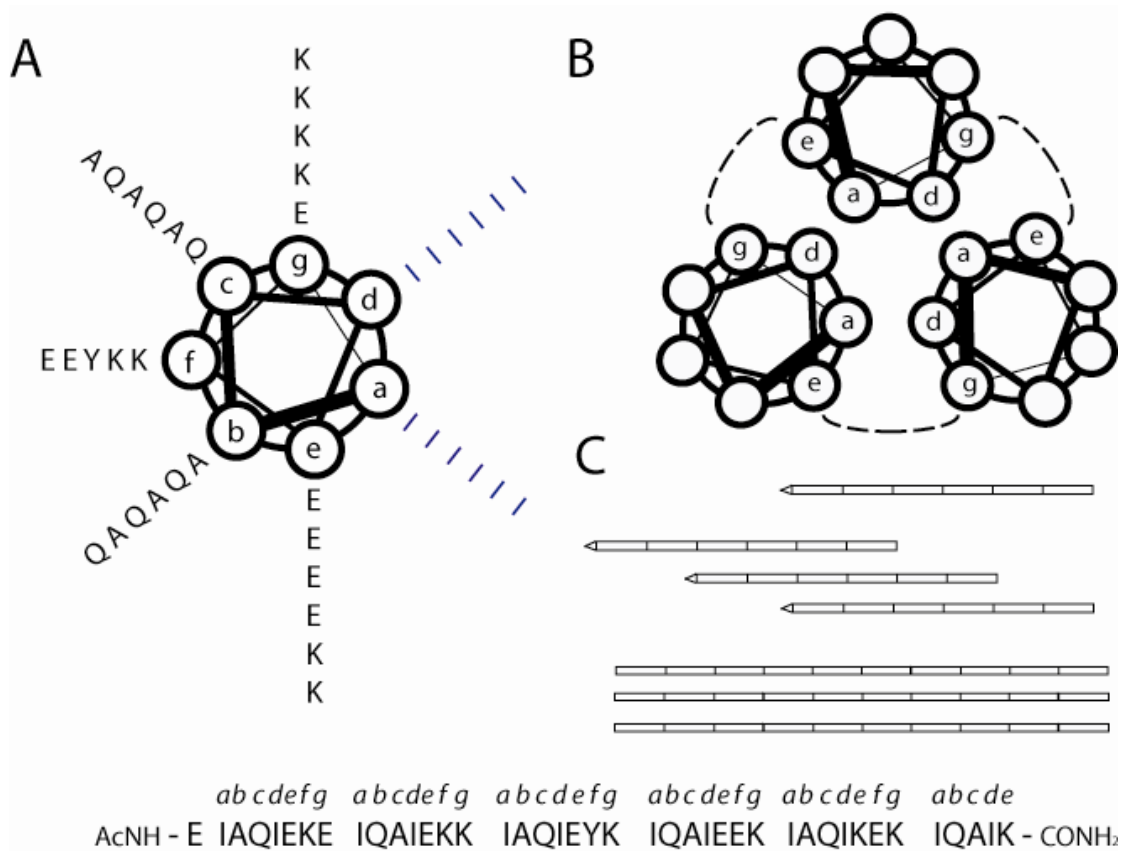 A
K
K
K
K
E
AQAQAQ
I I I I I I
g
c
d
EEYKK
f
a
b
e
QAQAQA
I I I I I I
E
E
E
E
K
K
B
e
g
a
d
g
d
a
e
a
e
d
g
C
abcdefg abcdefg abcdefg abcdefg abcdefg abcde
AcNH - E IAQIEKE IQAIEKK IAQIEYK IQAIEEK IAQIKEK IQAIK - CONH₂